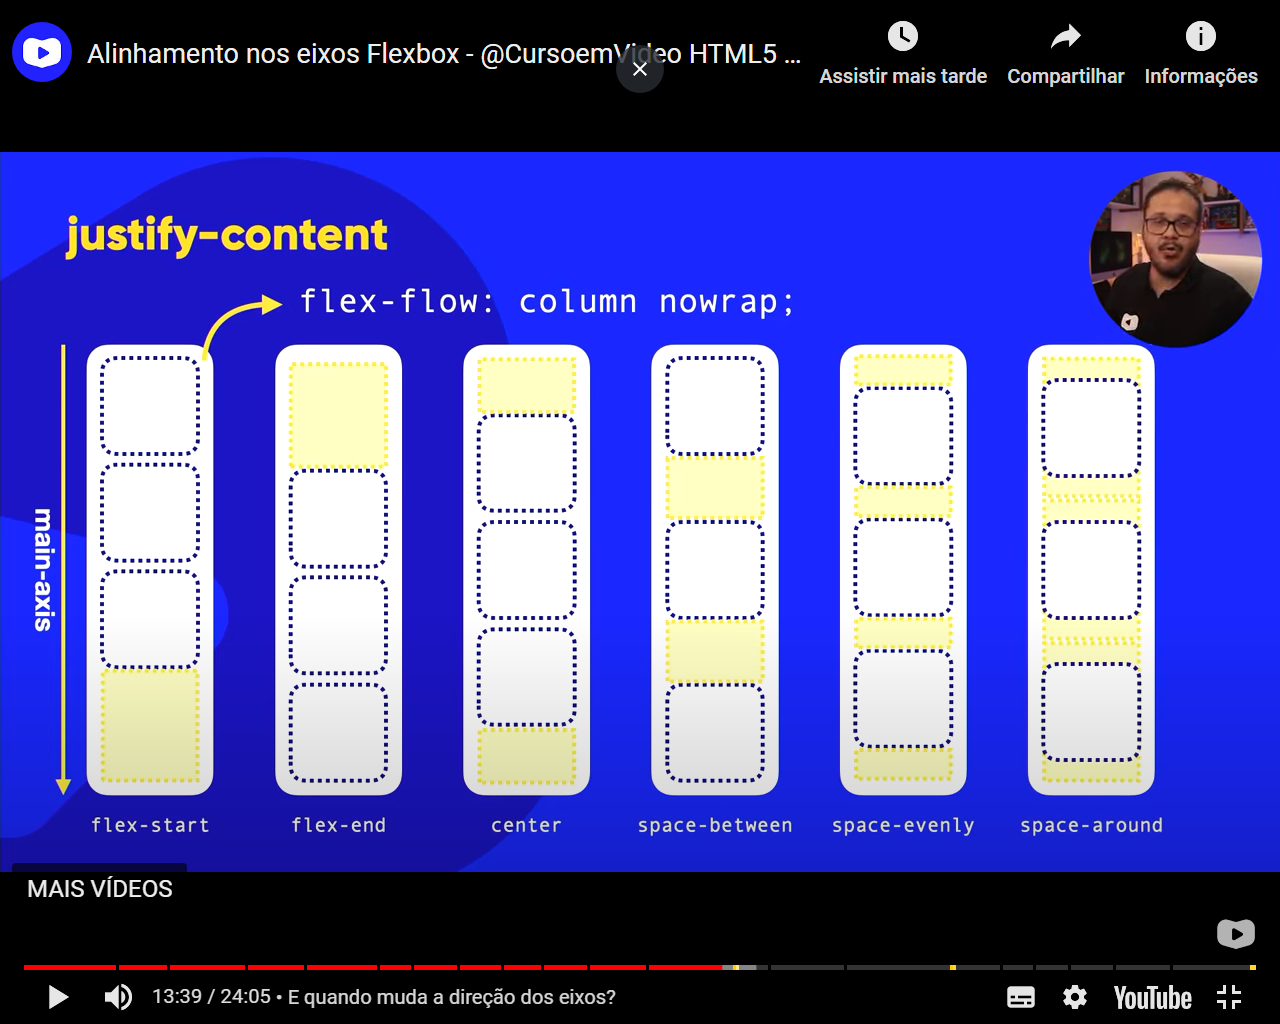 Alinhamento nos eixos Flexbox - @CursoemVideo HTML5 ...
Assistir mais tarde
Compartilhar
Informações
justify-content
flex-flow: column nowrap;
main-axis
flex-start
flex-end
center
space-between
space-evenly
space-around
MAIS VÍDEOS
13:39 / 24:05 • E quando muda a direção dos eixos?
YouTube